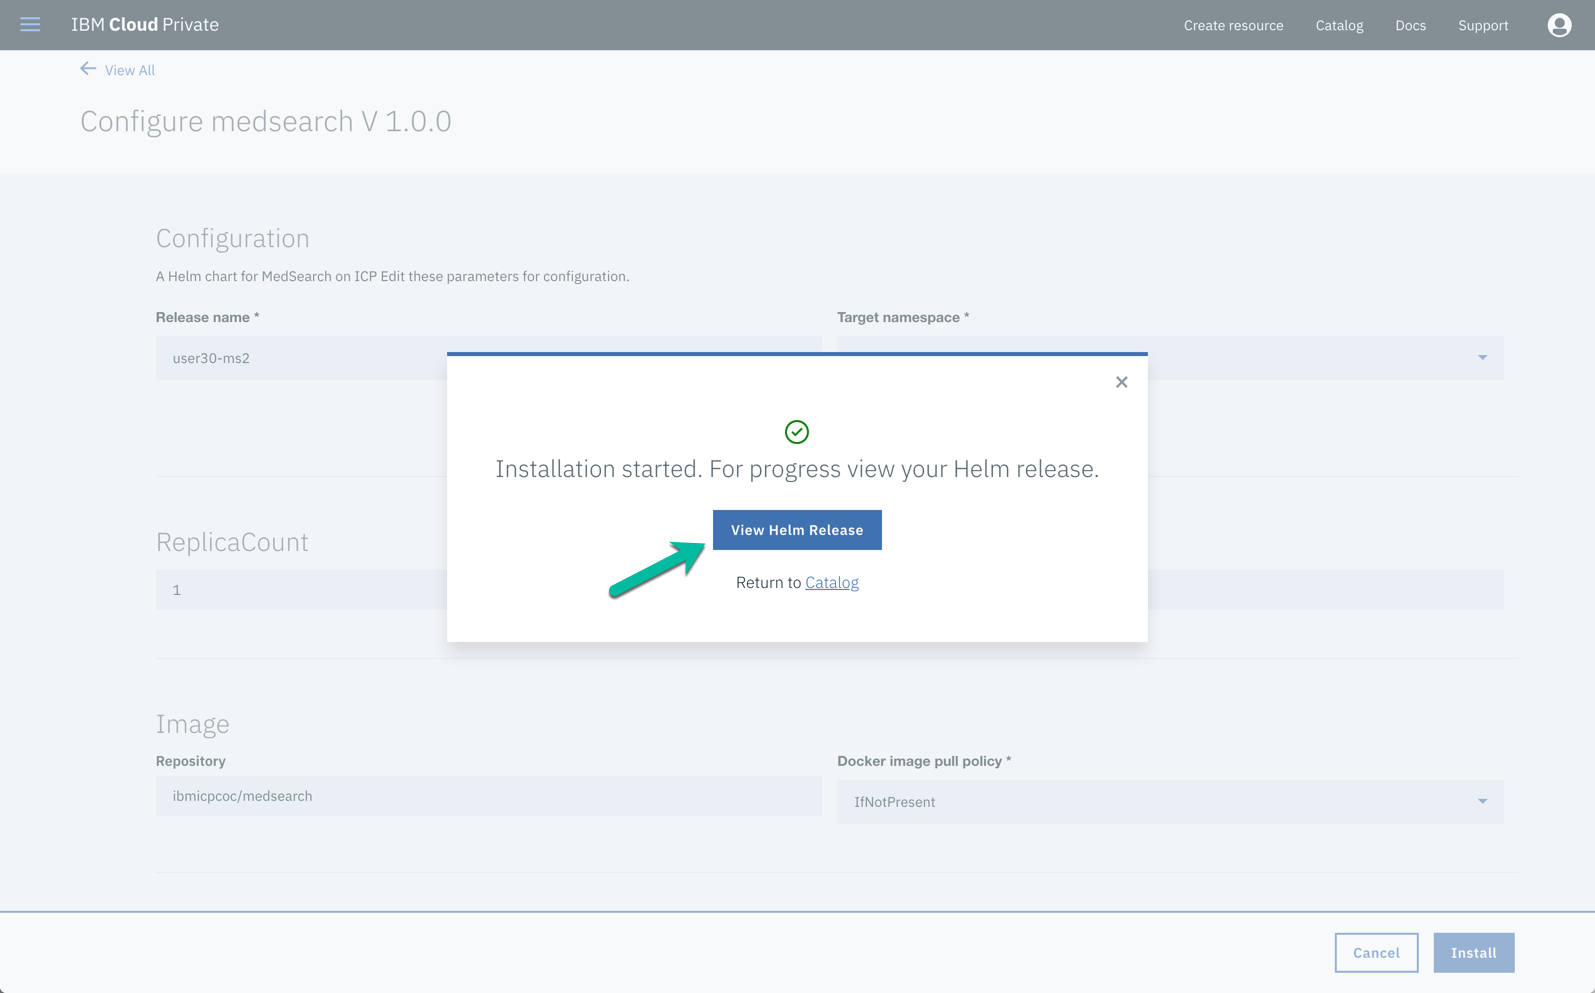 IBM Cloud Private
Create resource
Catalog
Docs
Support
View All
Configure medsearch V 1.0.0
Configuration
A Helm chart for MedSearch on ICP Edit these parameters for configuration.
Release name *
Target namespace *
user30-ms2
Installation started. For progress view your Helm release.
View Helm Release
Return to Catalog
ReplicaCount
1
Image
Repository
Docker image pull policy *
ibmicpcoc/medsearch
IfNotPresent
Cancel
Install